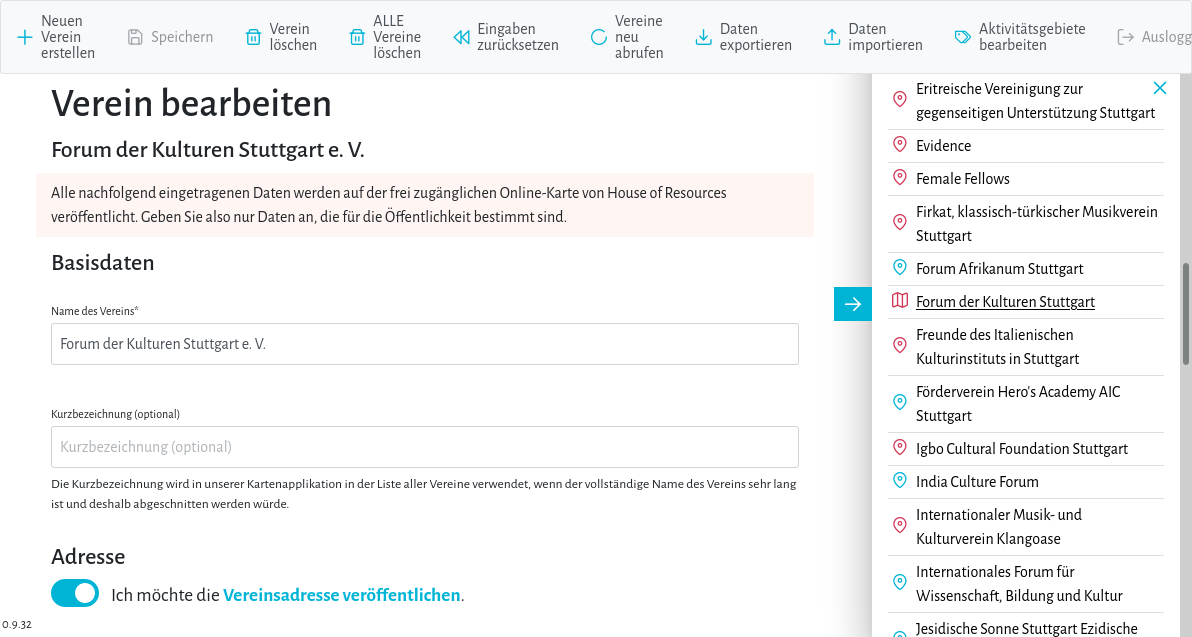 Neuen
Verein
erstellen
Speichern
Verein
löschen
ALLE
Vereine
löschen
Eingaben
zurücksetzen
Vereine
neu
abrufen
Daten
exportieren
Daten
importieren
Aktivitätsgebiete
bearbeiten
Auslogg
Verein bearbeiten
Forum der Kulturen Stuttgart e. V.
Alle nachfolgend eingetragenen Daten werden auf der frei zugänglichen Online-Karte von House of Resources
veröffentlicht. Geben Sie also nur Daten an, die für die Öffentlichkeit bestimmt sind.
Basisdaten
Name des Vereins*
Forum der Kulturen Stuttgart e. V.
Kurzbezeichnung (optional)
Kurzbezeichnung (optional)
Die Kurzbezeichnung wird in unserer Kartenapplikation in der Liste aller Vereine verwendet, wenn der vollständige Name des Vereins sehr lang
ist und deshalb abgeschnitten werden würde.
Adresse
Ich möchte die Vereinsadresse veröffentlichen.
0.9.32
Eritreische Vereinigung zur
gegenseitigen Unterstützung Stuttgart
Evidence
Female Fellows
Firkat, klassisch-türkischer Musikverein
Stuttgart
Forum Afrikanum Stuttgart
Forum der Kulturen Stuttgart
Freunde des Italienischen
Kulturinstituts in Stuttgart
Förderverein Hero's Academy AIC
Stuttgart
Igbo Cultural Foundation Stuttgart
India Culture Forum
Internationaler Musik- und
Kulturverein Klangoase
Internationales Forum für
Wissenschaft, Bildung und Kultur
Jesidische Sonne Stuttgart Ezidische